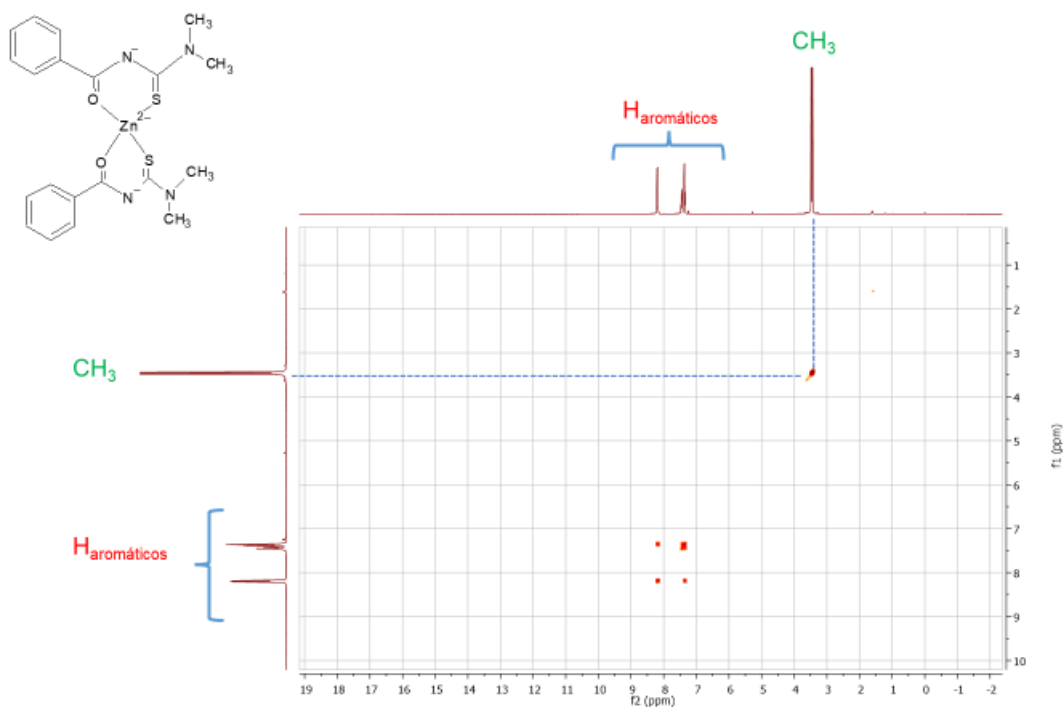 CH3
N–
N
CH3
O
S
Zn2–
O
S
CH3
N–
N
CH3
CH3
Haromáticos
CH3
Haromáticos
1
2
3
4
5
6
7
8
9
10
f1 (ppm)
19 18 17 16 15 14 13 12 11 10 9 8 7 6 5 4 3 2 1 0 -1 -2
f2 (ppm)